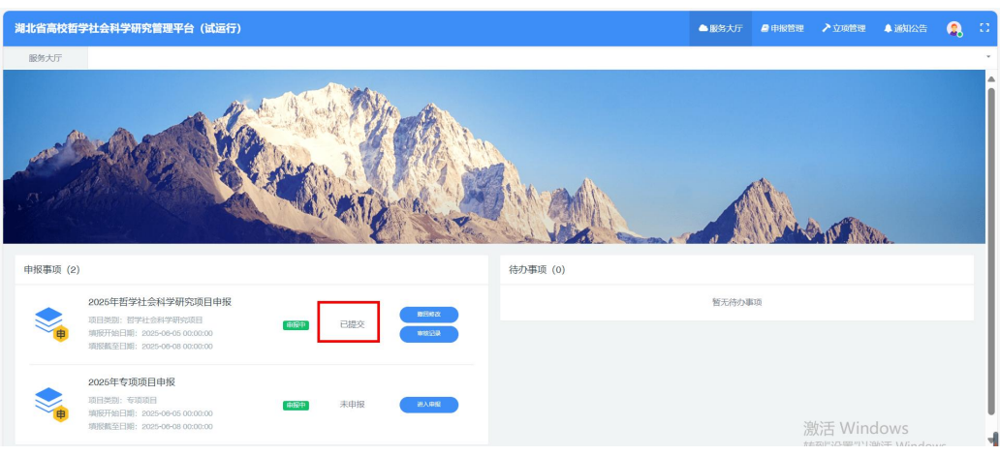 湖北省高校哲学社会科学研究管理平台（试运行）
服务大厅 申报管理 立项管理 通知公告
服务大厅
申报事项（2）
2025年哲学社会科学研究项目申报
项目类别：哲学社会科学研究项目
填报开始日期：2025-06-05 00:00:00
填报截至日期：2025-06-08 00:00:00
申报中
已提交
撤回修改
审核记录
申
2025年专项项目申报
项目类别：专项项目
填报开始日期：2025-06-05 00:00:00
填报截至日期：2025-06-08 00:00:00
申报中
未申报
进入申报
申
待办事项（0）
暂无待办事项
激活 Windows
转到"设置"以激活 Windows